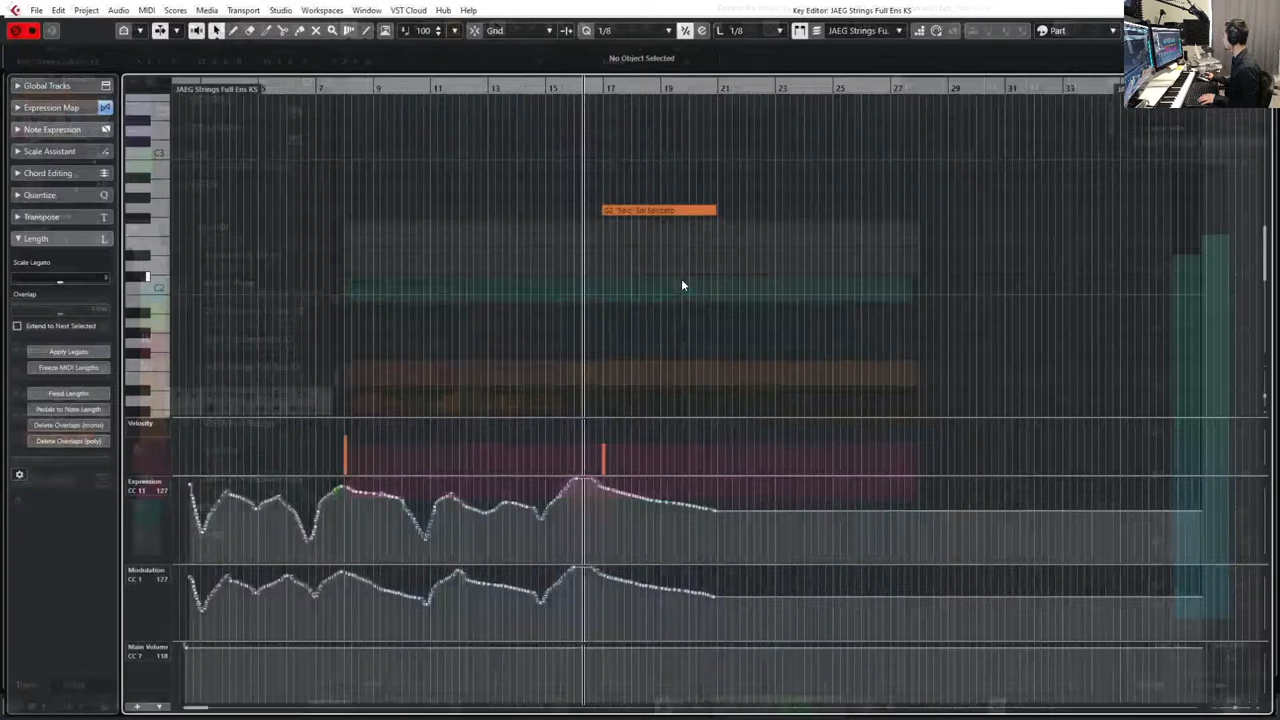 File Edit Project Audio MIDI Scores Media Transport Studio Workspaces Window VST Cloud Hub Help
Key Editor: JAEG Strings Full Ens KS
100 Grid 1/8 L 1/8 JAEG Strings Fu. Part
No Object Selected
Global Tracks
Expression Map
Note Expression
Scale Assistant
Chord Editing
Quantize
Transpose
Length
Scale Legato
Overlap
Extend to Next Selected
Apply Legato
Freeze MIDI Lengths
Fixed Lengths
Pedals to Note Length
Delete Overlaps (mono)
Delete Overlaps (poly)
JAEG Strings Full Ens KS
7 9 11 13 15 17 19 21 23 25 27 29 31 33
C3
C2
Velocity
Expression
CC 11 127
Modulation
CC 1 127
Main Volume
CC 7 118